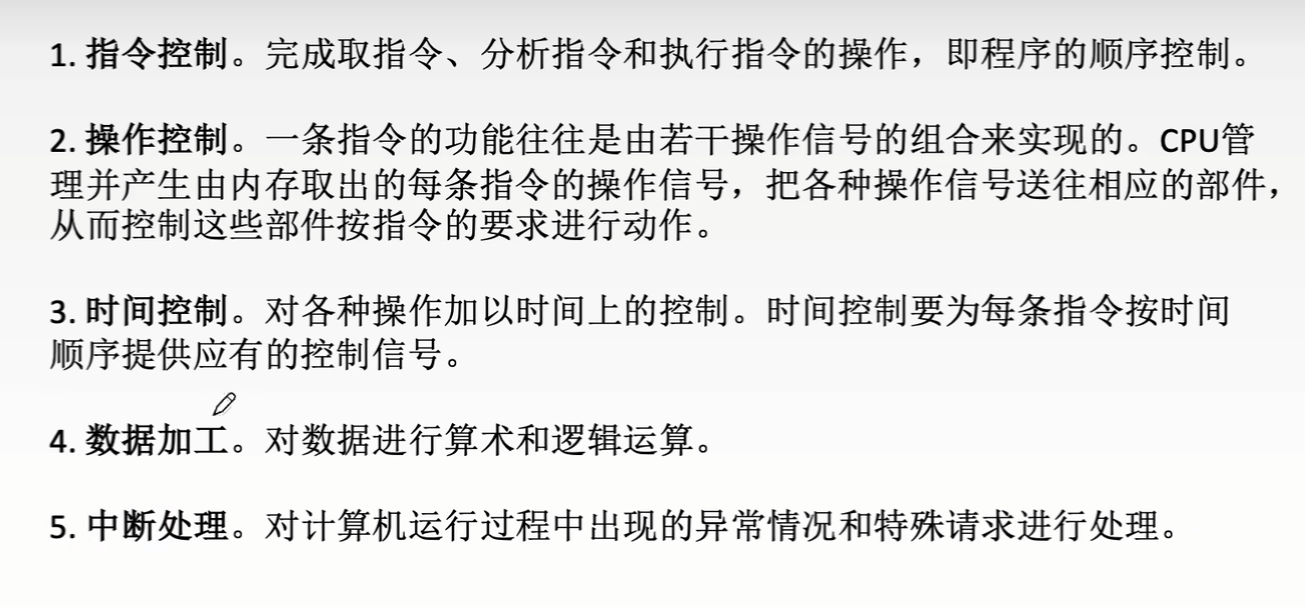 1. 指令控制。完成取指令、分析指令和执行指令的操作，即程序的顺序控制。
2. 操作控制。一条指令的功能往往是由若干操作信号的组合来实现的。CPU管
理并产生由内存取出的每条指令的操作信号，把各种操作信号送往相应的部件，
从而控制这些部件按指令的要求进行动作。
3. 时间控制。对各种操作加以时间上的控制。时间控制要为每条指令按时间
顺序提供应有的控制信号。
4. 数据加工。对数据进行算术和逻辑运算。
5. 中断处理。对计算机运行过程中出现的异常情况和特殊请求进行处理。